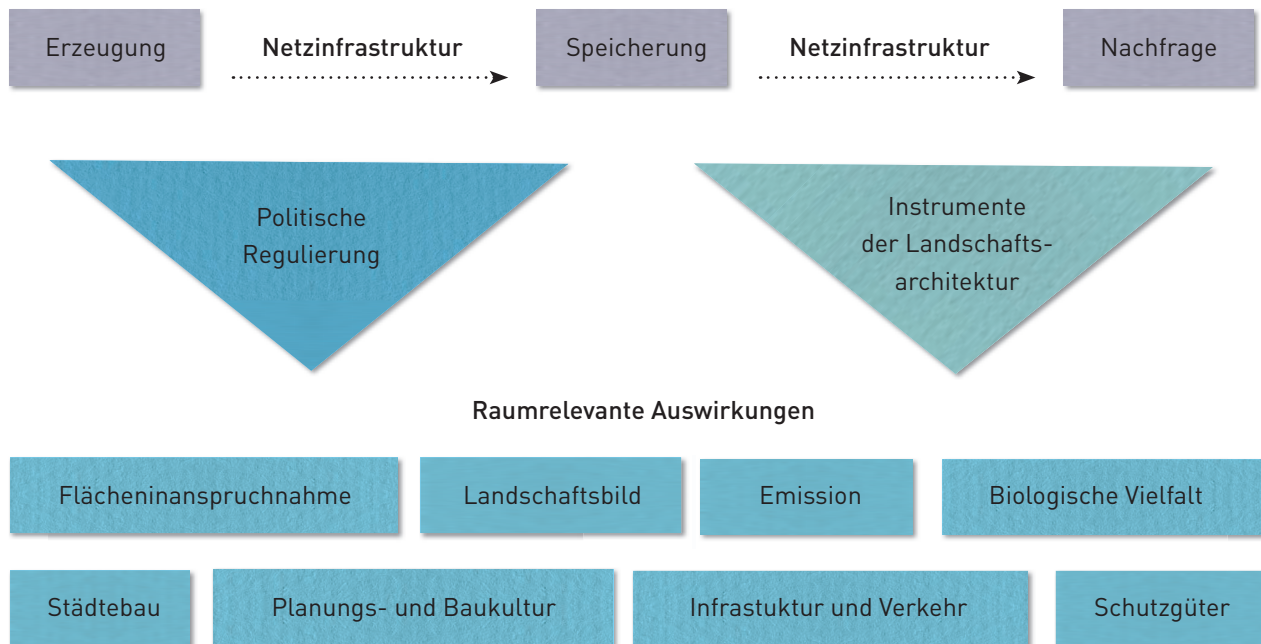 Erzeugung
Netzinfrastruktur
Speicherung
Netzinfrastruktur
Nachfrage
Politische
Regulierung
Instrumente
der Landschafts-
architektur
Raumrelevante Auswirkungen
Flächeninanspruchnahme
Landschaftsbild
Emission
Biologische Vielfalt
Städtebau
Planungs- und Baukultur
Infrastuktur und Verkehr
Schutzgüter